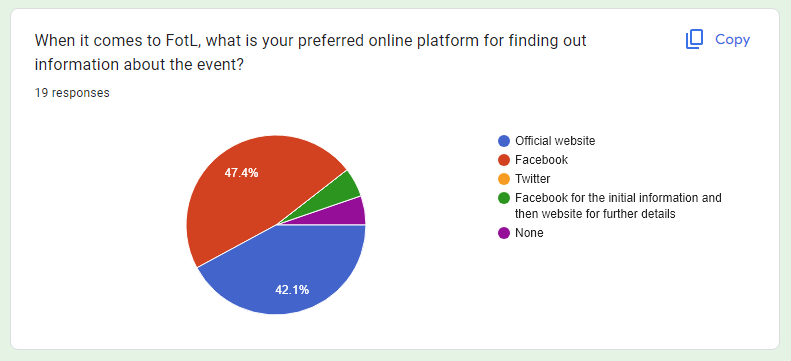 When it comes to FotL, what is your preferred online platform for finding out
information about the event?
Copy
19 responses
47.4%
42.1%
Official website
Facebook
Twitter
Facebook for the initial information and
then website for further details
None